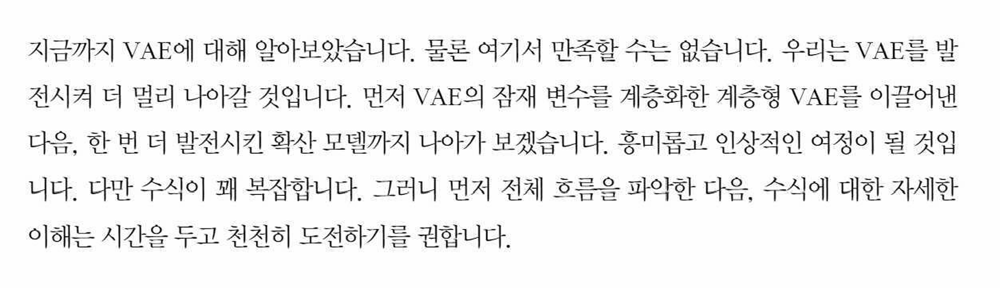 지금까지 VAE에 대해 알아보았습니다. 물론 여기서 만족할 수는 없습니다. 우리는 VAE를 발
전시켜 더 멀리 나아갈 것입니다. 먼저 VAE의 잠재 변수를 계층화한 계층형 VAE를 이끌어낸
다음, 한 번 더 발전시킨 확산 모델까지 나아가 보겠습니다. 흥미롭고 인상적인 여정이 될 것입
니다. 다만 수식이 꽤 복잡합니다. 그러니 먼저 전체 흐름을 파악한 다음, 수식에 대한 자세한
이해는 시간을 두고 천천히 도전하기를 권합니다.